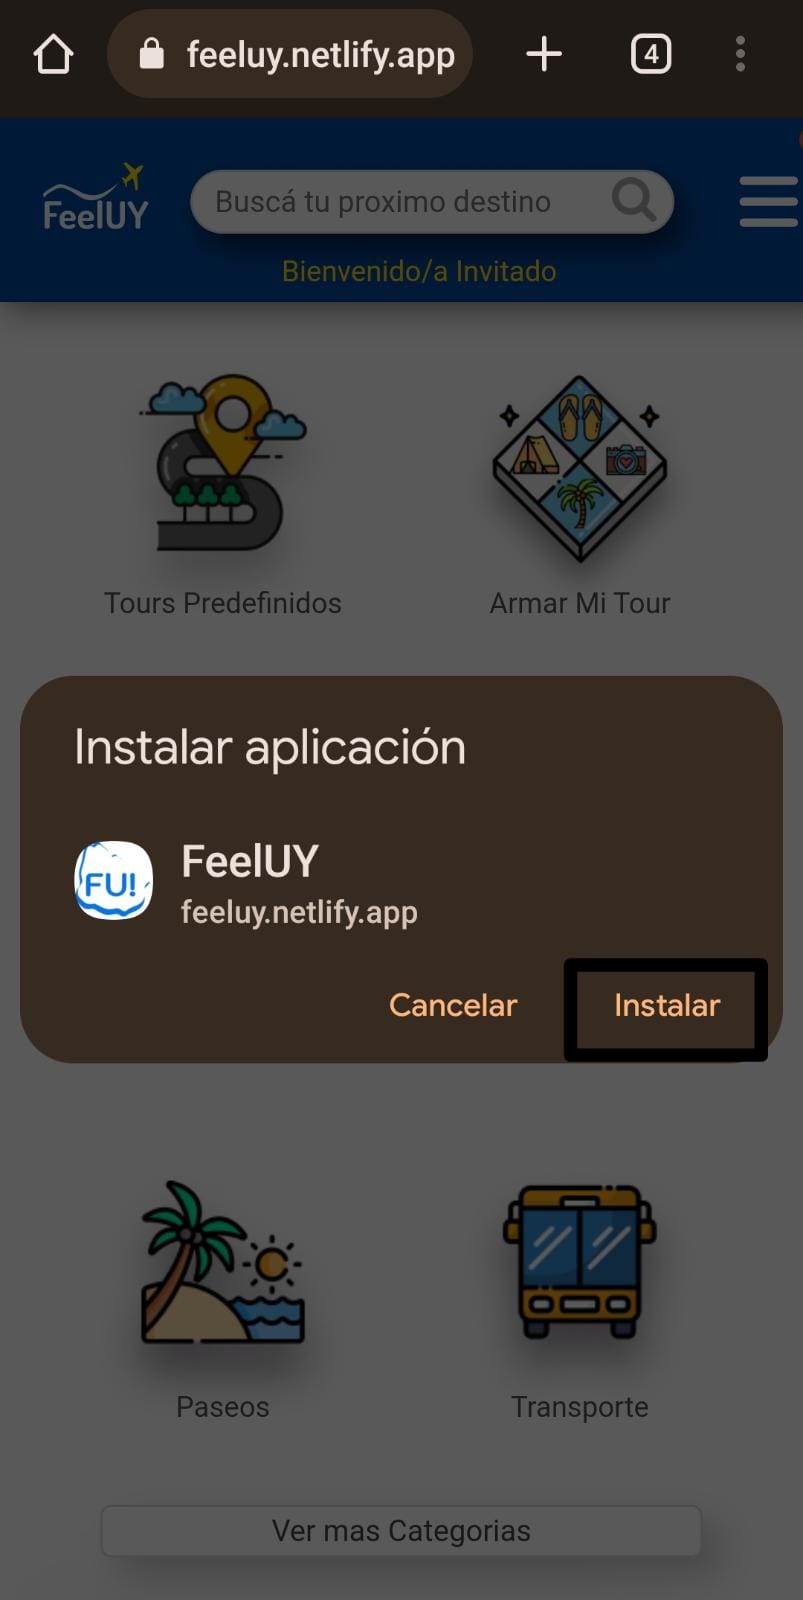 feeluy.netlify.app
4
FeelUY
Buscá tu proximo destino
Bienvenido/a Invitado
Tours Predefinidos
Armar Mi Tour
Instalar aplicación
FU!
FeelUY
feeluy.netlify.app
Cancelar
Instalar
Paseos
Transporte
Ver mas Categorias